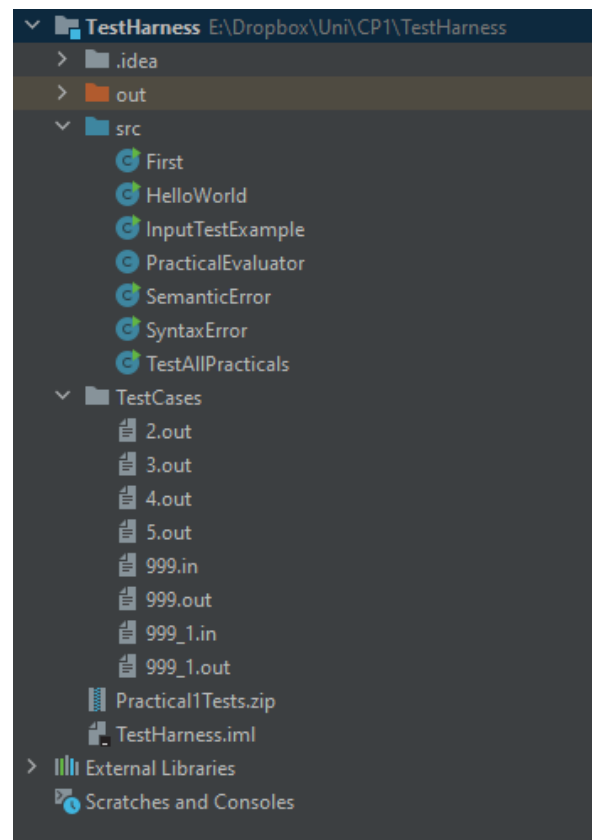 TestHarness E:\Dropbox\Uni\CP1\TestHarness
.idea
out
src
First
HelloWorld
InputTestExample
PracticalEvaluator
SemanticError
SyntaxError
TestAllPracticals
TestCases
2.out
3.out
4.out
5.out
999.in
999.out
999_1.in
999_1.out
Practical1Tests.zip
TestHarness.iml
External Libraries
Scratches and Consoles